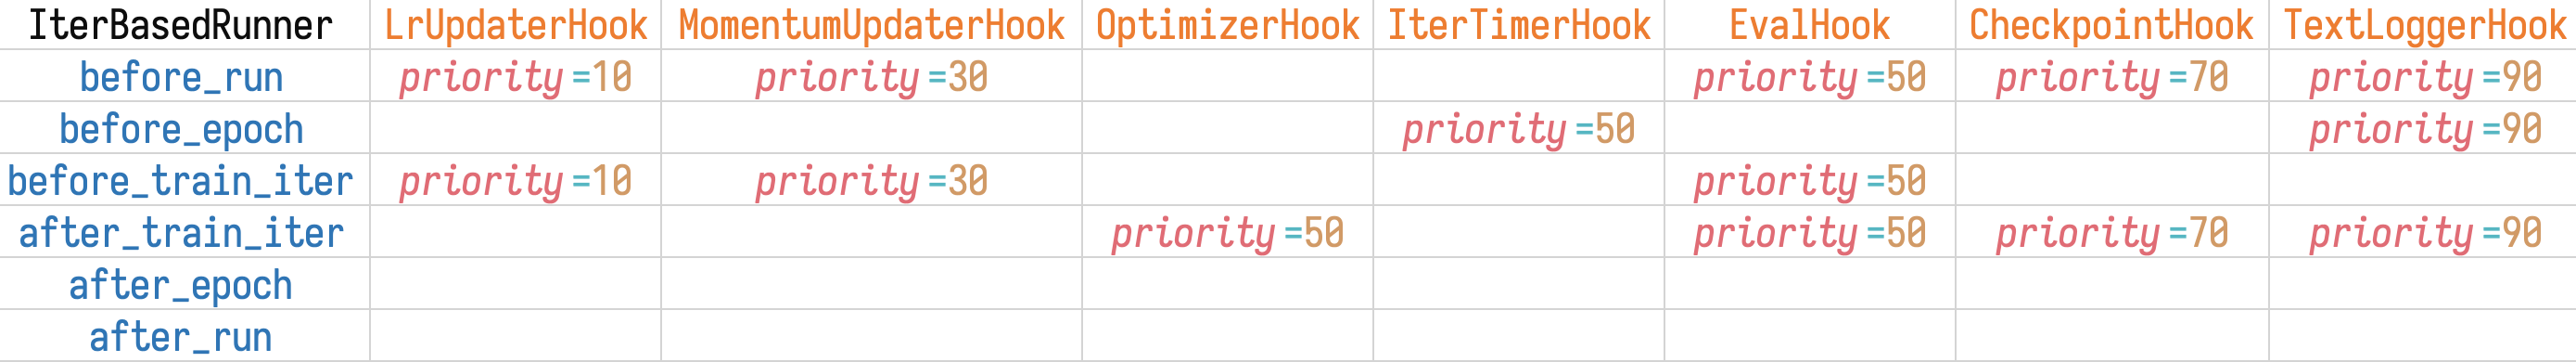 IterBasedRunner LrUpdaterHook MomentumUpdaterHook OptimizerHook IterTimerHook EvalHook CheckpointHook TextLoggerHook
before_run priority=10 priority=30 priority=50 priority=70 priority=90
before_epoch priority=50 priority=90
before_train_iter priority=10 priority=30 priority=50
after_train_iter priority=50 priority=50 priority=70 priority=90
after_epoch
after_run